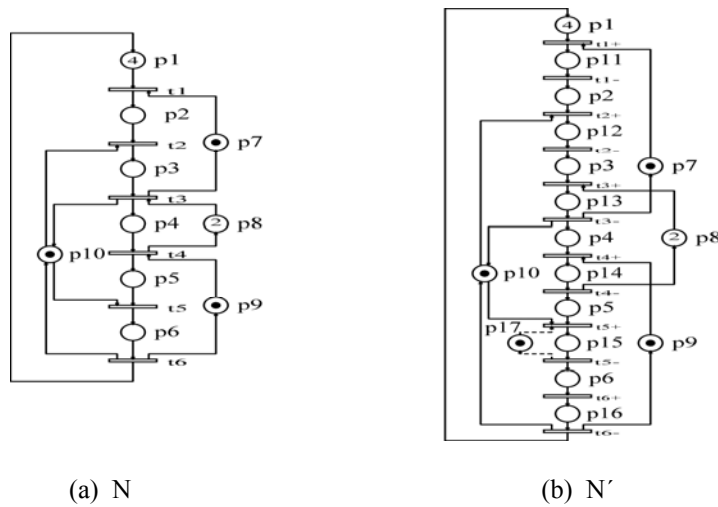 4 p1
t1
p2
t2
p7
p3
t3
p4
2 p8
p10
t4
p5
t5
p9
p6
t6
(a) N
4 p1
t1+
p11
t1-
p2
t2+
p12
t2-
p3
p7
t3+
p13
t3-
p4
2 p8
t4+
p10
p14
t4-
p5
p17
t5+
p15
p9
t5-
p6
t6+
p16
t6-
(b) N´